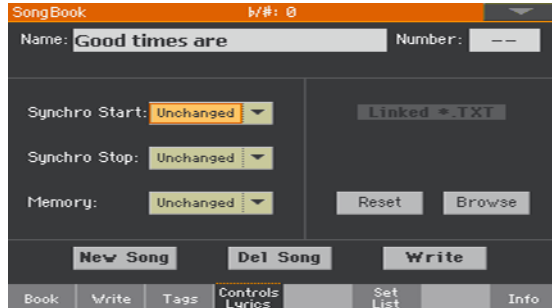 SongBook b/#: 0
Name: Good times are Number: --
Synchro Start: Unchanged Linked *.TXT
Synchro Stop: Unchanged
Memory: Unchanged Reset Browse
New Song Del Song Write
Book Write Tags Controls Lyrics Set List Info